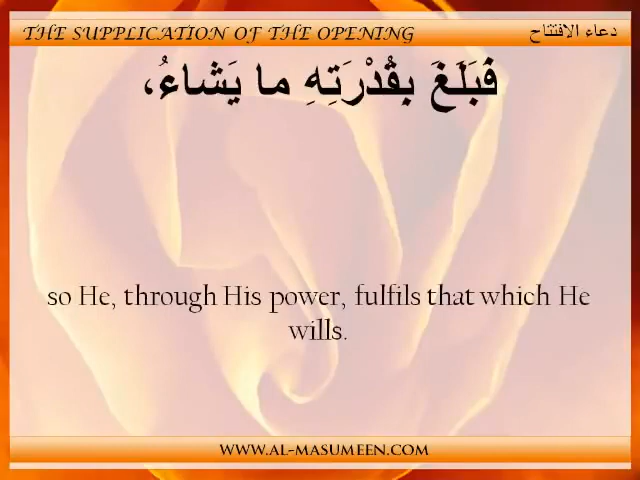 THE SUPPLICATION OF THE OPENING دعاء الافتتاح
فَبَلَغَ بِقُدْرَتِهِ ما يَشاءُ،
so He, through His power, fulfils that which He
wills.
WWW.AL-MASUMEEN.COM